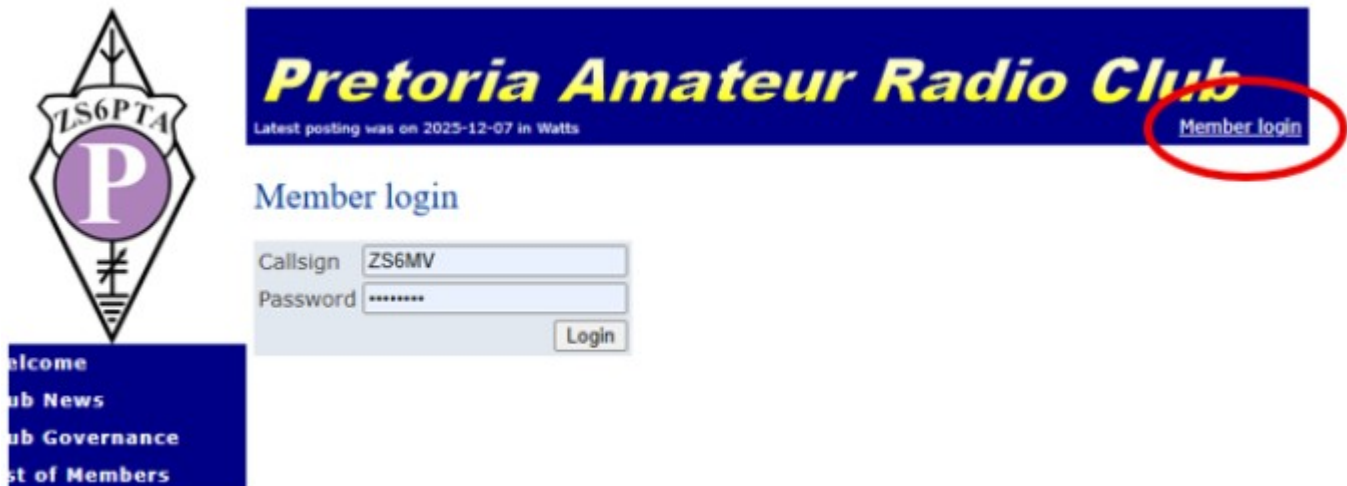 ZS6PTA
P
Pretoria Amateur Radio Club
Latest posting was on 2025-12-07 in Watts
Member login
Member login
Callsign ZS6MV
Password ••••••••
Login
elcome
ub News
ub Governance
st of Members